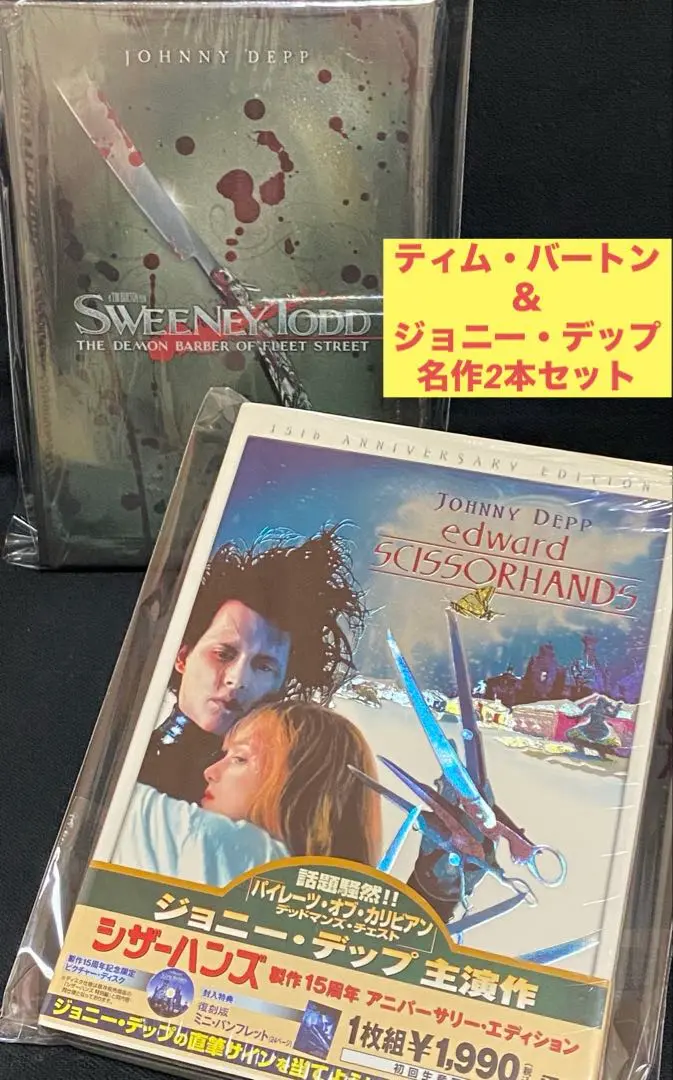 JOHNNY DEPP
SWEENEY TODD
THE DEMON BARBER OF FLEET STREET
ティム・バートン
&
ジョニー・デップ
名作2本セット
15th ANNIVERSARY EDITION
JOHNNY DEPP
edward
SCISSORHANDS
話題騒然!!
パイレーツ・オブ・カリビアン
デッドマンズ・チェスト
ジョニー・デップ 主演作
シザーハンズ 製作15周年 アニバーサリー・エディション
製作15周年記念限定
ピクチャー・ディスク
封入特典
復刻版
ミニ・パンフレット(24ページ)
1枚組¥1,990
初回生産
ジョニー・デップの直筆サインを当てよう